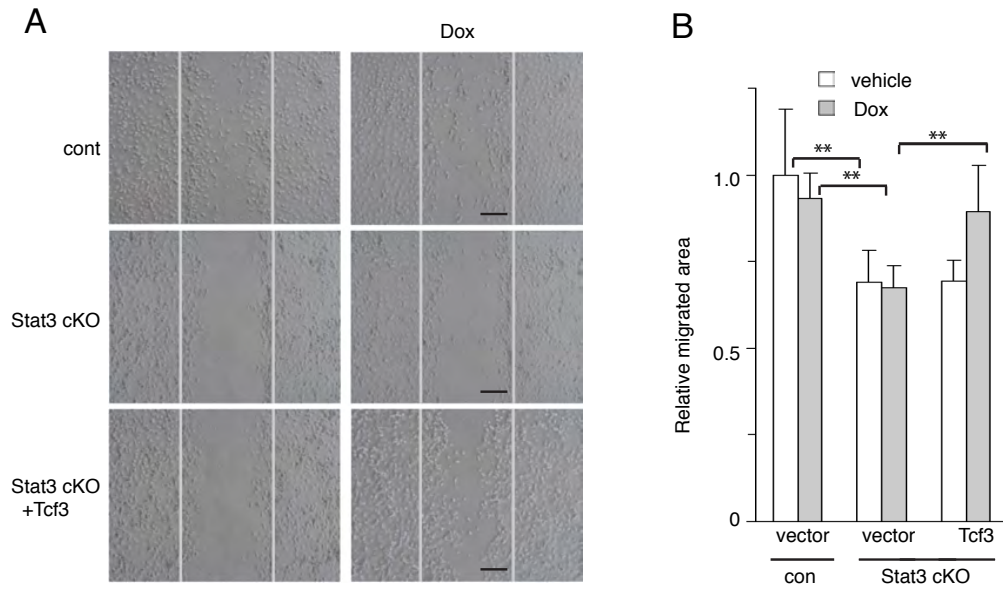 A
Dox
cont
Stat3 cKO
Stat3 cKO
+Tcf3
B
vehicle
Dox
**
**
**
1.0
0.5
0
Relative migrated area
vector
vector
Tcf3
con
Stat3 cKO